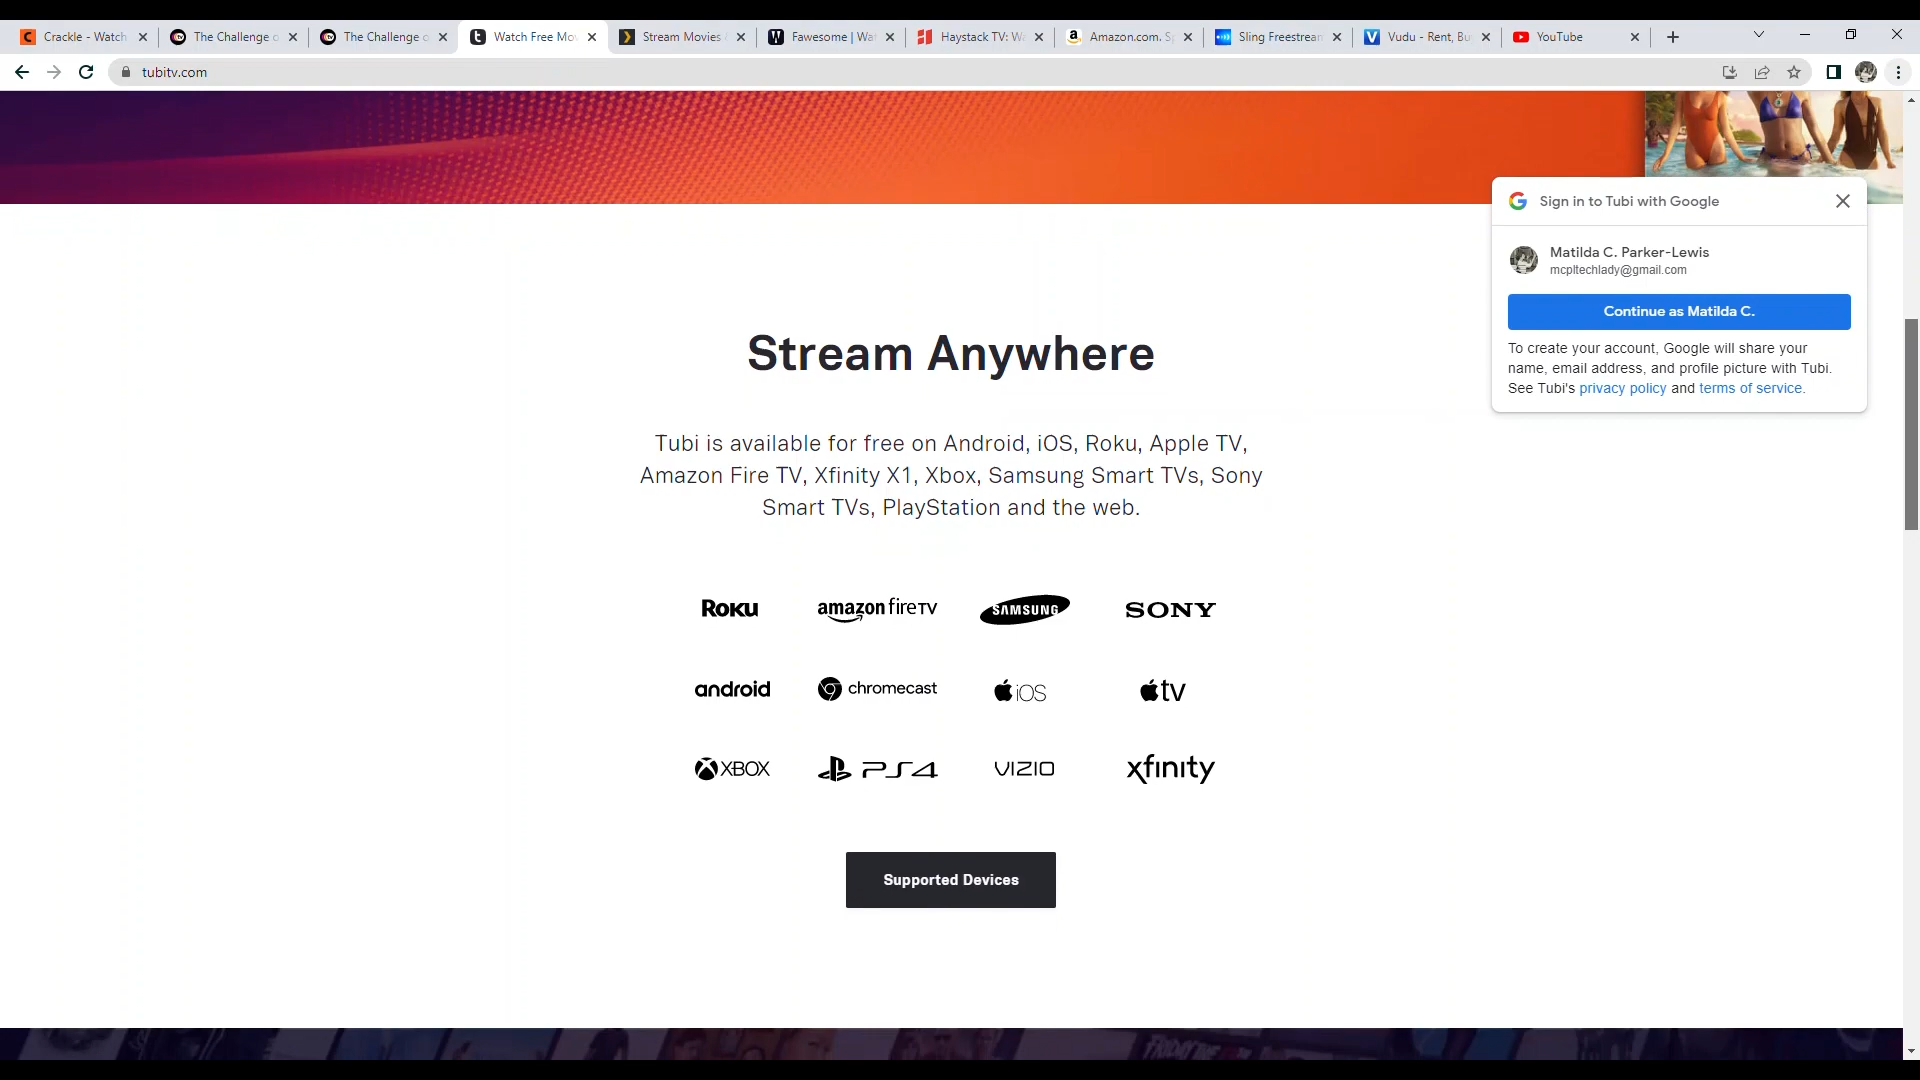 Crackle - Watch
The Challenge o
The Challenge o
Watch Free Mov
Stream Movies
Fawesome | Wat
Haystack TV: Wa
Amazon.com. Sp
Sling Freestream
Vudu - Rent, Bu
YouTube
tubitv.com
Sign in to Tubi with Google
Matilda C. Parker-Lewis
mcpltechlady@gmail.com
Continue as Matilda C.
To create your account, Google will share your
name, email address, and profile picture with Tubi.
See Tubi's privacy policy and terms of service.
Stream Anywhere
Tubi is available for free on Android, iOS, Roku, Apple TV,
Amazon Fire TV, Xfinity X1, Xbox, Samsung Smart TVs, Sony
Smart TVs, PlayStation and the web.
Roku amazon fireTV SAMSUNG SONY
android chromecast iOS tv
XBOX PS4 VIZIO xfinity
Supported Devices